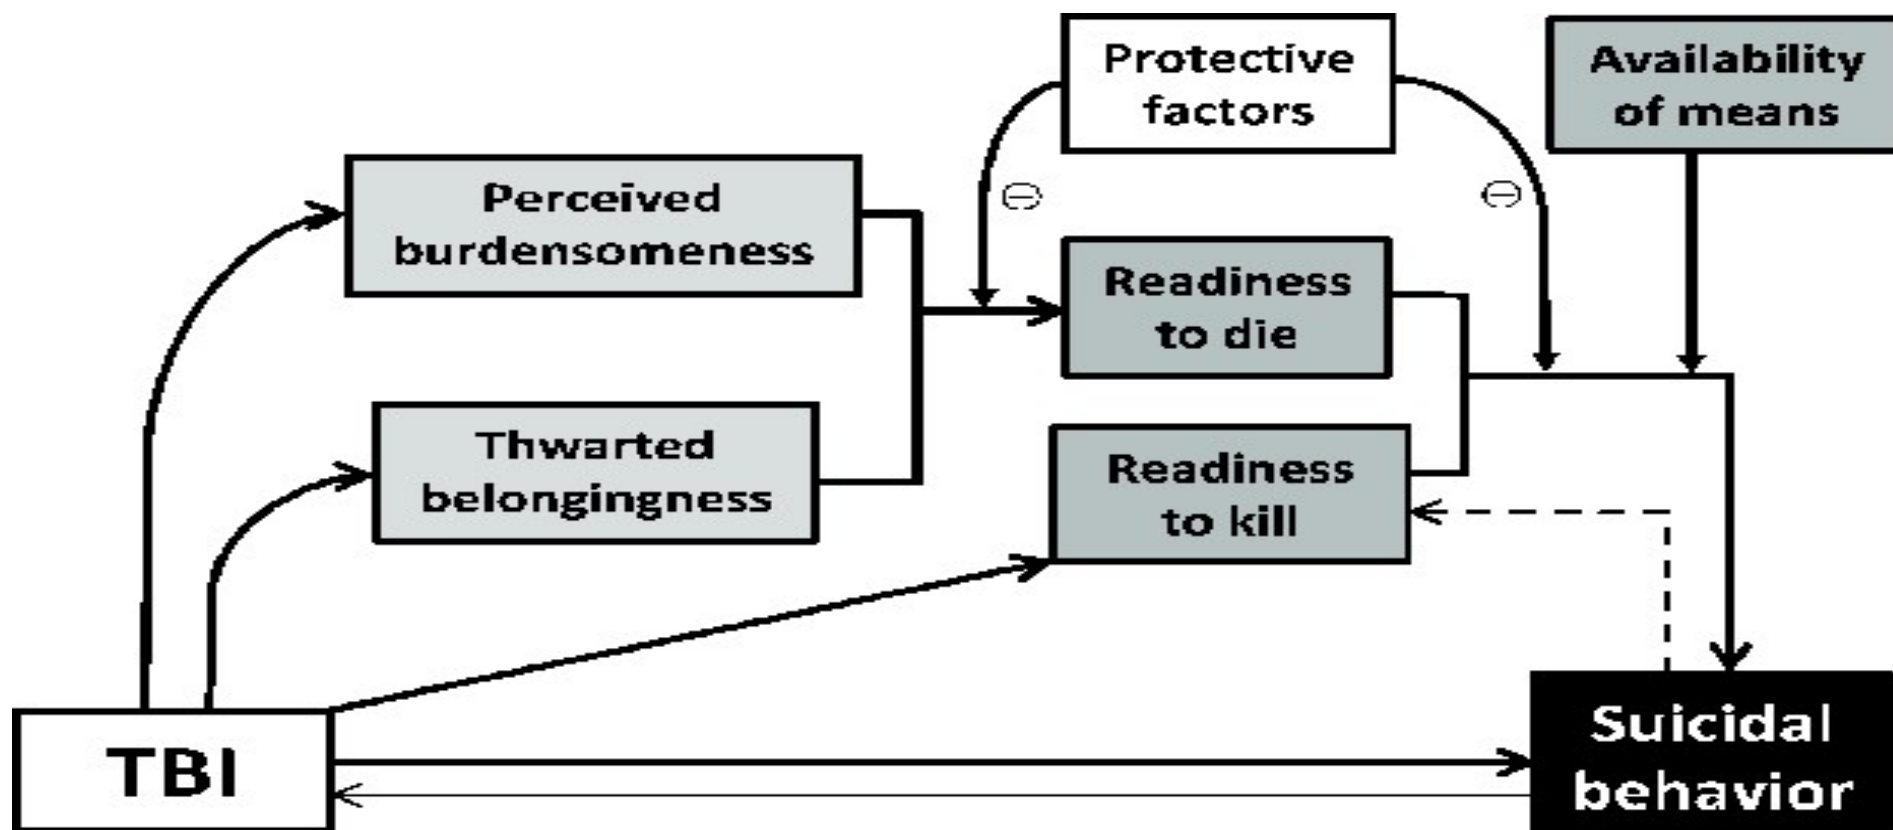 Protective
factors
Availability
of means
Perceived
burdensomeness
⊖
⊖
Readiness
to die
Thwarted
belongingness
Readiness
to kill
TBI
Suicidal
behavior